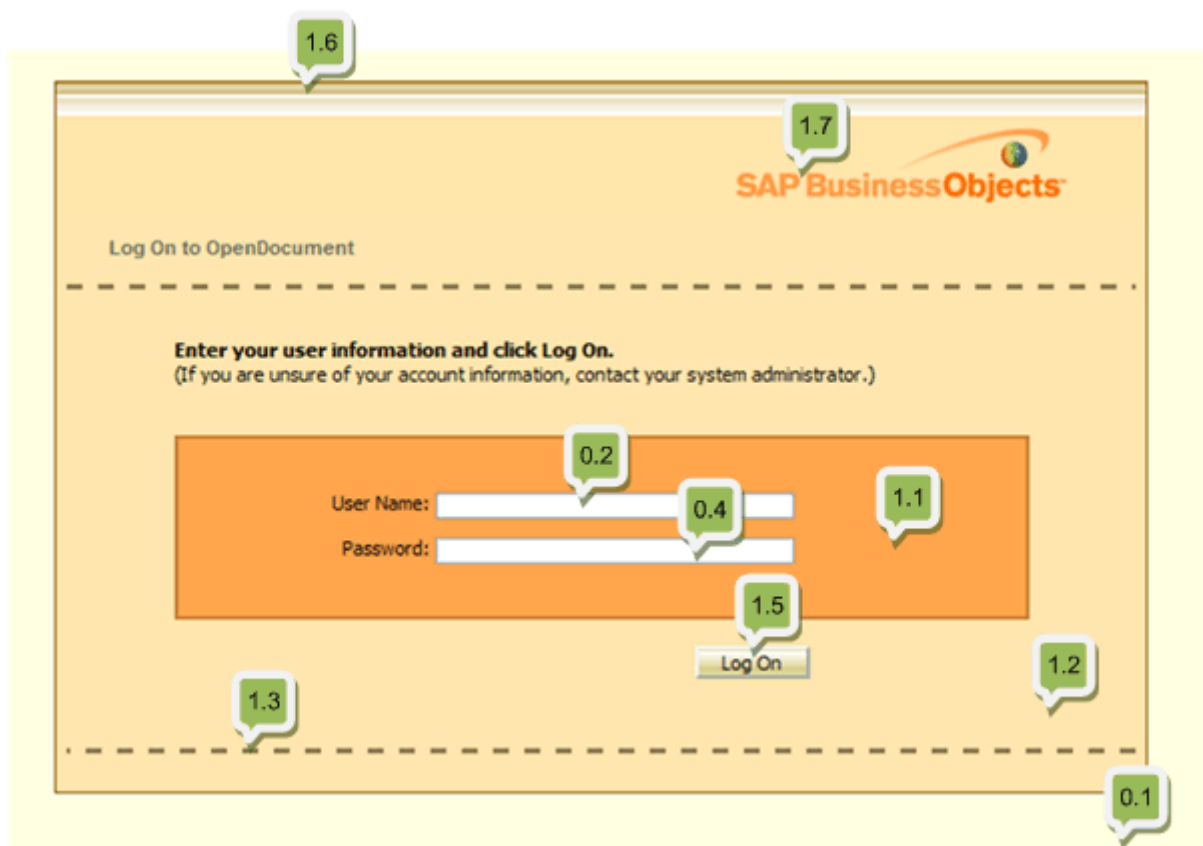 1.6
1.7
SAP BusinessObjects™
Log On to OpenDocument
Enter your user information and click Log On.
(If you are unsure of your account information, contact your system administrator.)
0.2
User Name:
0.4
1.1
Password:
1.5
Log On
1.2
1.3
0.1